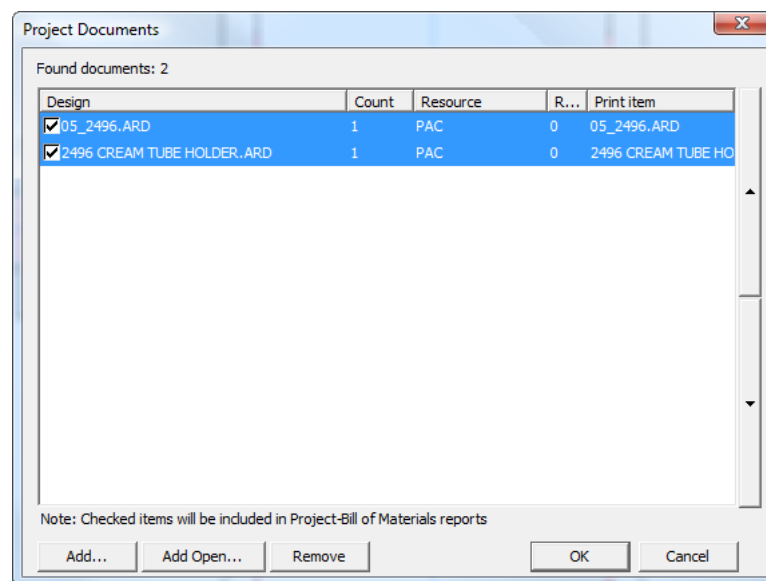 Project Documents
Found documents: 2
Design Count Resource R... Print item
05_2496.ARD 1 PAC 0 05_2496.ARD
2496 CREAM TUBE HOLDER.ARD 1 PAC 0 2496 CREAM TUBE HO
Note: Checked items will be included in Project-Bill of Materials reports
Add... Add Open... Remove OK Cancel